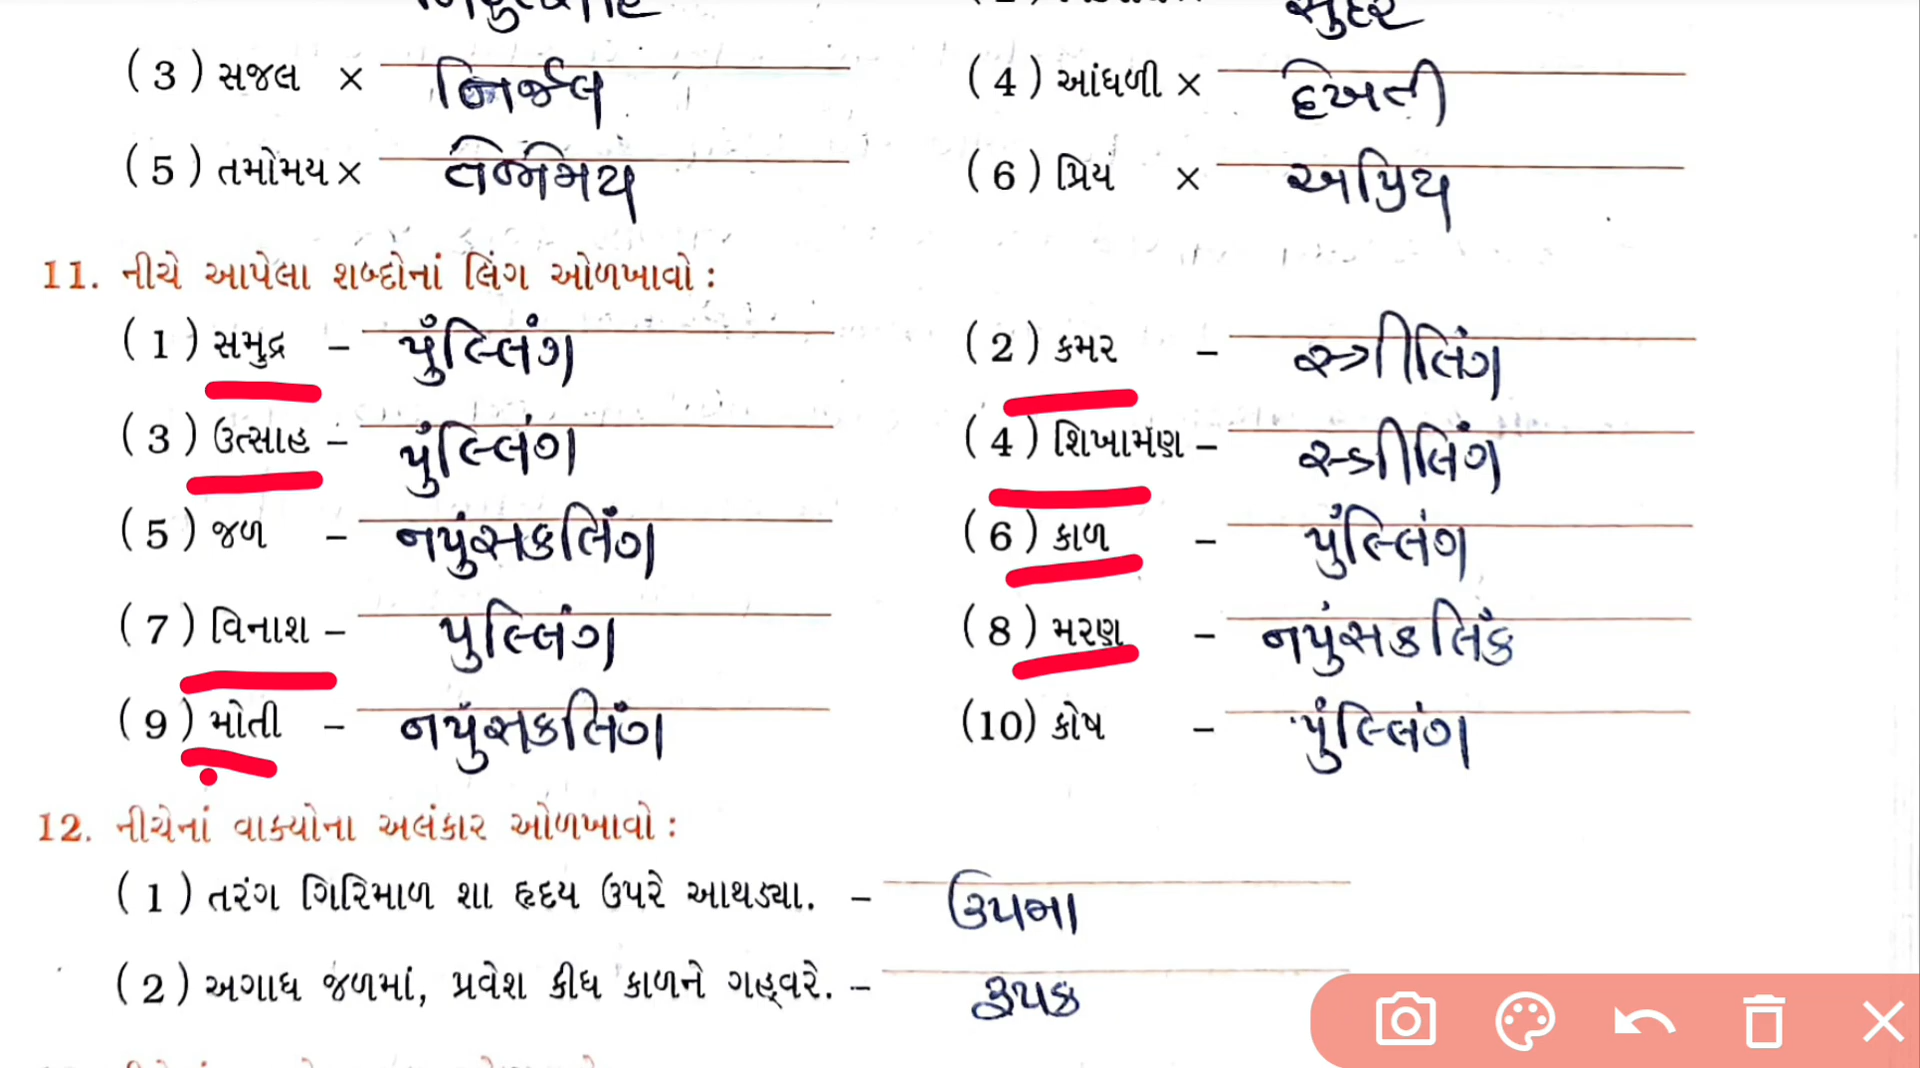 (3) સજલ × નિર્જલ (4) આંધળી × દેખતી
(5) તમોમય × તેજોમય (6) પ્રિય × અપ્રિય
11. નીચે આપેલા શબ્દોનાં લિંગ ઓળખાવો :
(1) સમુદ્ર – પુંલ્લિંગ (2) કમર – સ્ત્રીલિંગ
(3) ઉત્સાહ – પુંલ્લિંગ (4) શિખામણ – સ્ત્રીલિંગ
(5) જળ – નપુંસકલિંગ (6) કાળ – પુંલ્લિંગ
(7) વિનાશ – પુલ્લિંગ (8) મરણ – નપુંસકલિંક
(9) મોતી – નપુંસકલિંગ (10) કોષ – પુંલ્લિંગ
12. નીચેનાં વાક્યોના અલંકાર ઓળખાવો :
(1) તરંગ ગિરિમાળ શા હૃદય ઉપરે આથડ્યા. – ઉપમા
(2) અગાધ જળમાં, પ્રવેશ કીધ કાળને ગહ્વરે. – રૂપક